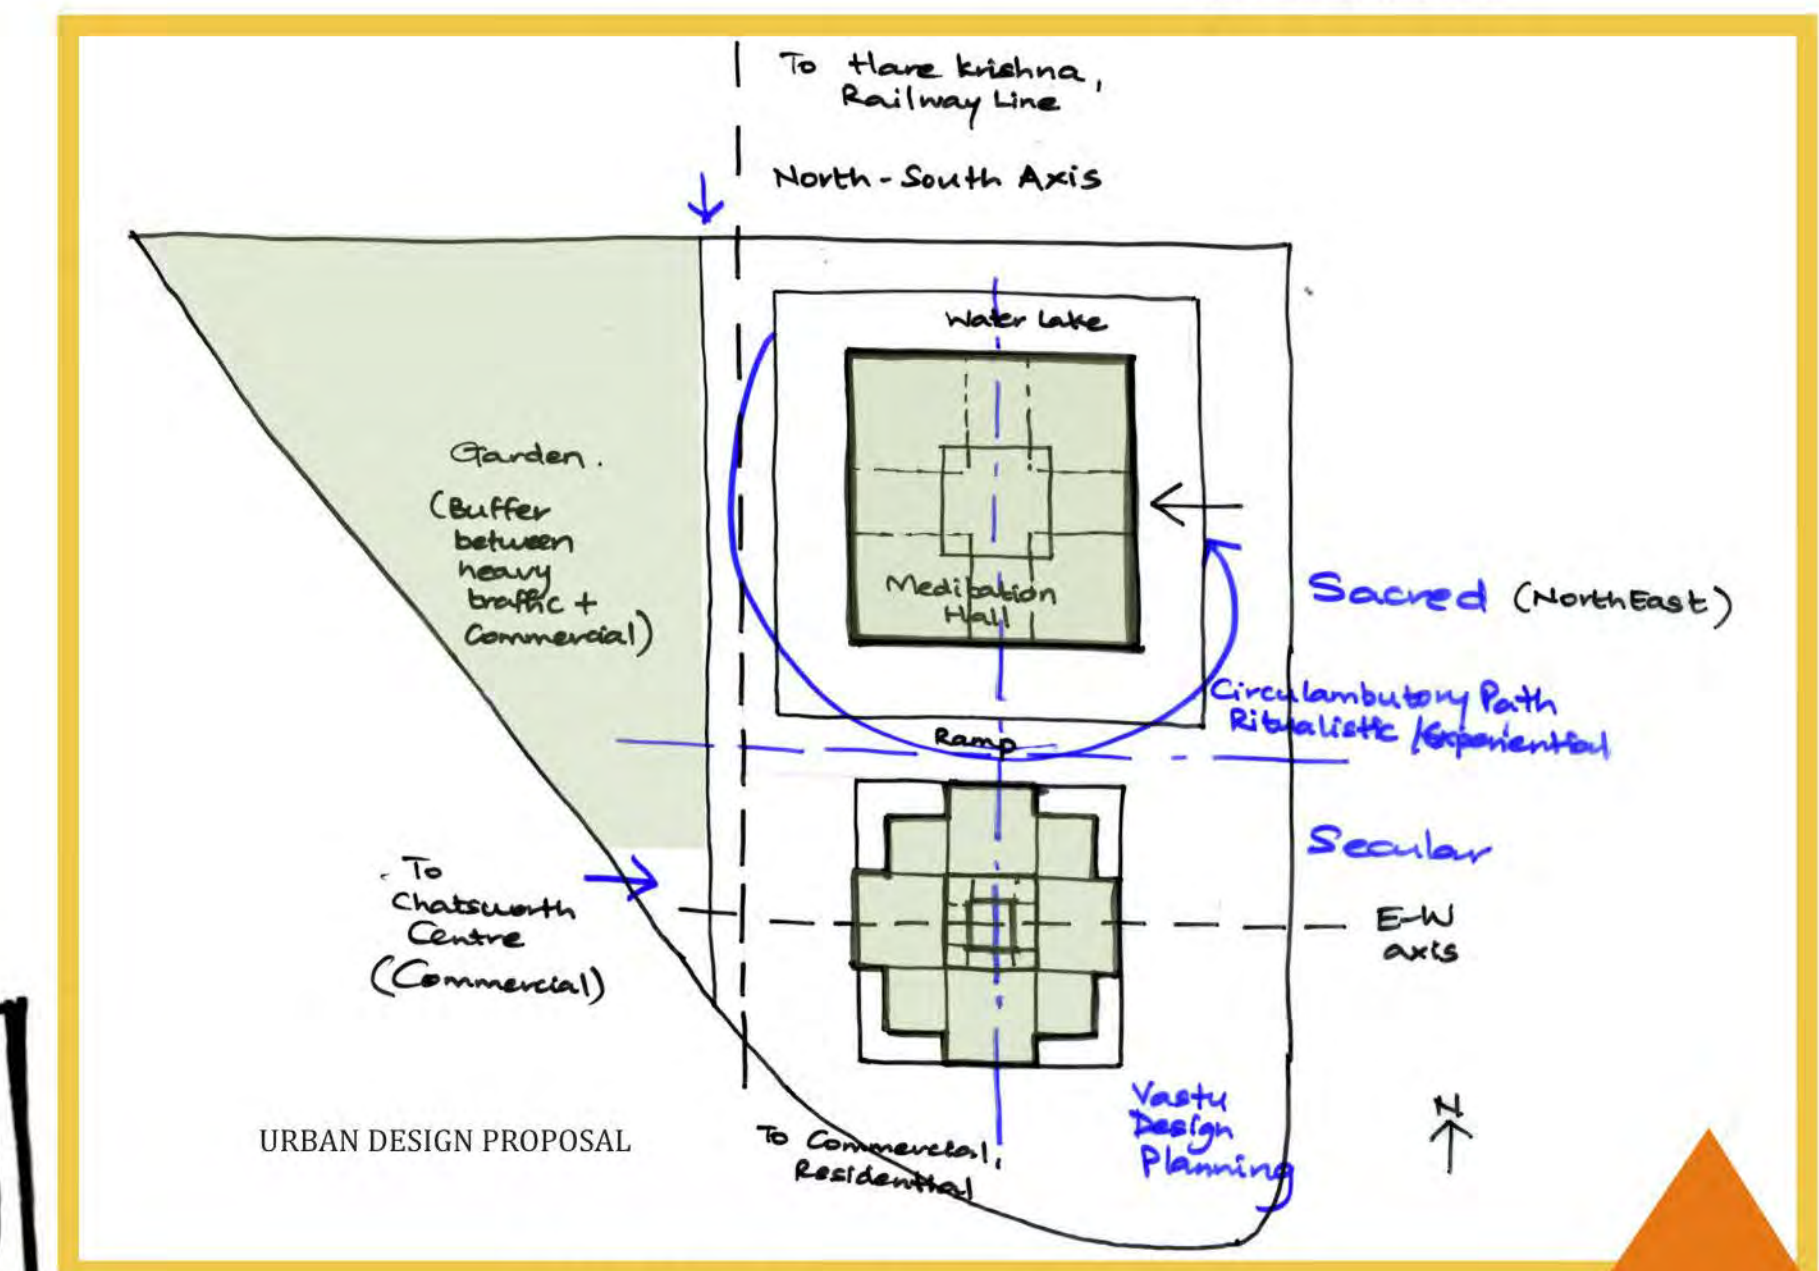 To Hare Krishna,
Railway Line
North-South Axis
Water Lake
Garden.
(Buffer
between
heavy
traffic +
Commercial)
Meditation
Hall
Sacred (NorthEast)
Circulambutory Path
Ritualistic /Experiential
Ramp
Secular
To
Chatsworth
Centre
(Commercial)
E-W
axis
Vastu
Design
Planning
N
URBAN DESIGN PROPOSAL
To Commercial,
Residential